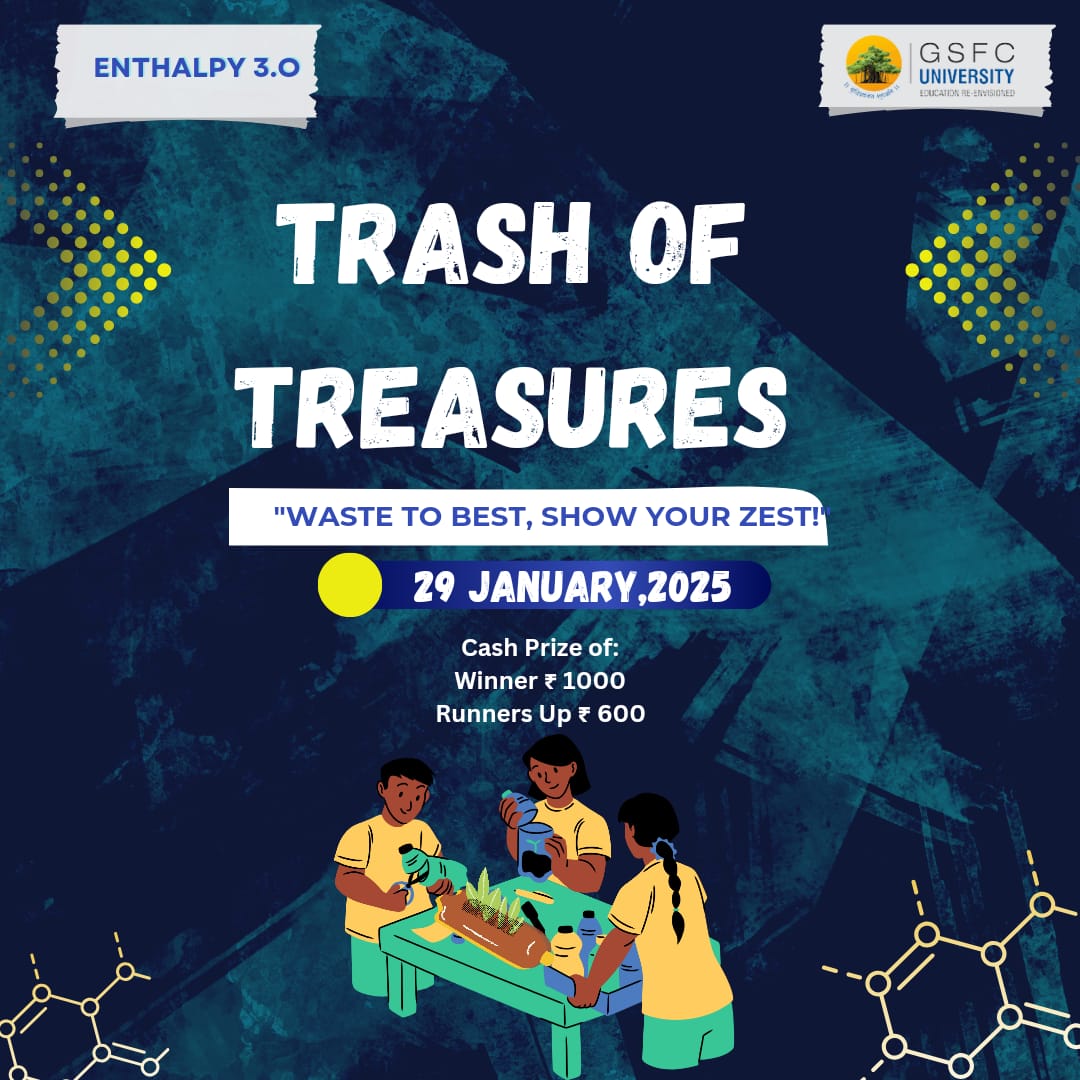 ENTHALPY 3.O
GSFC
UNIVERSITY
EDUCATION RE-ENVISIONED
TRASH OF
TREASURES
"WASTE TO BEST, SHOW YOUR ZEST!"
29 JANUARY,2025
Cash Prize of:
Winner ₹ 1000
Runners Up ₹ 600